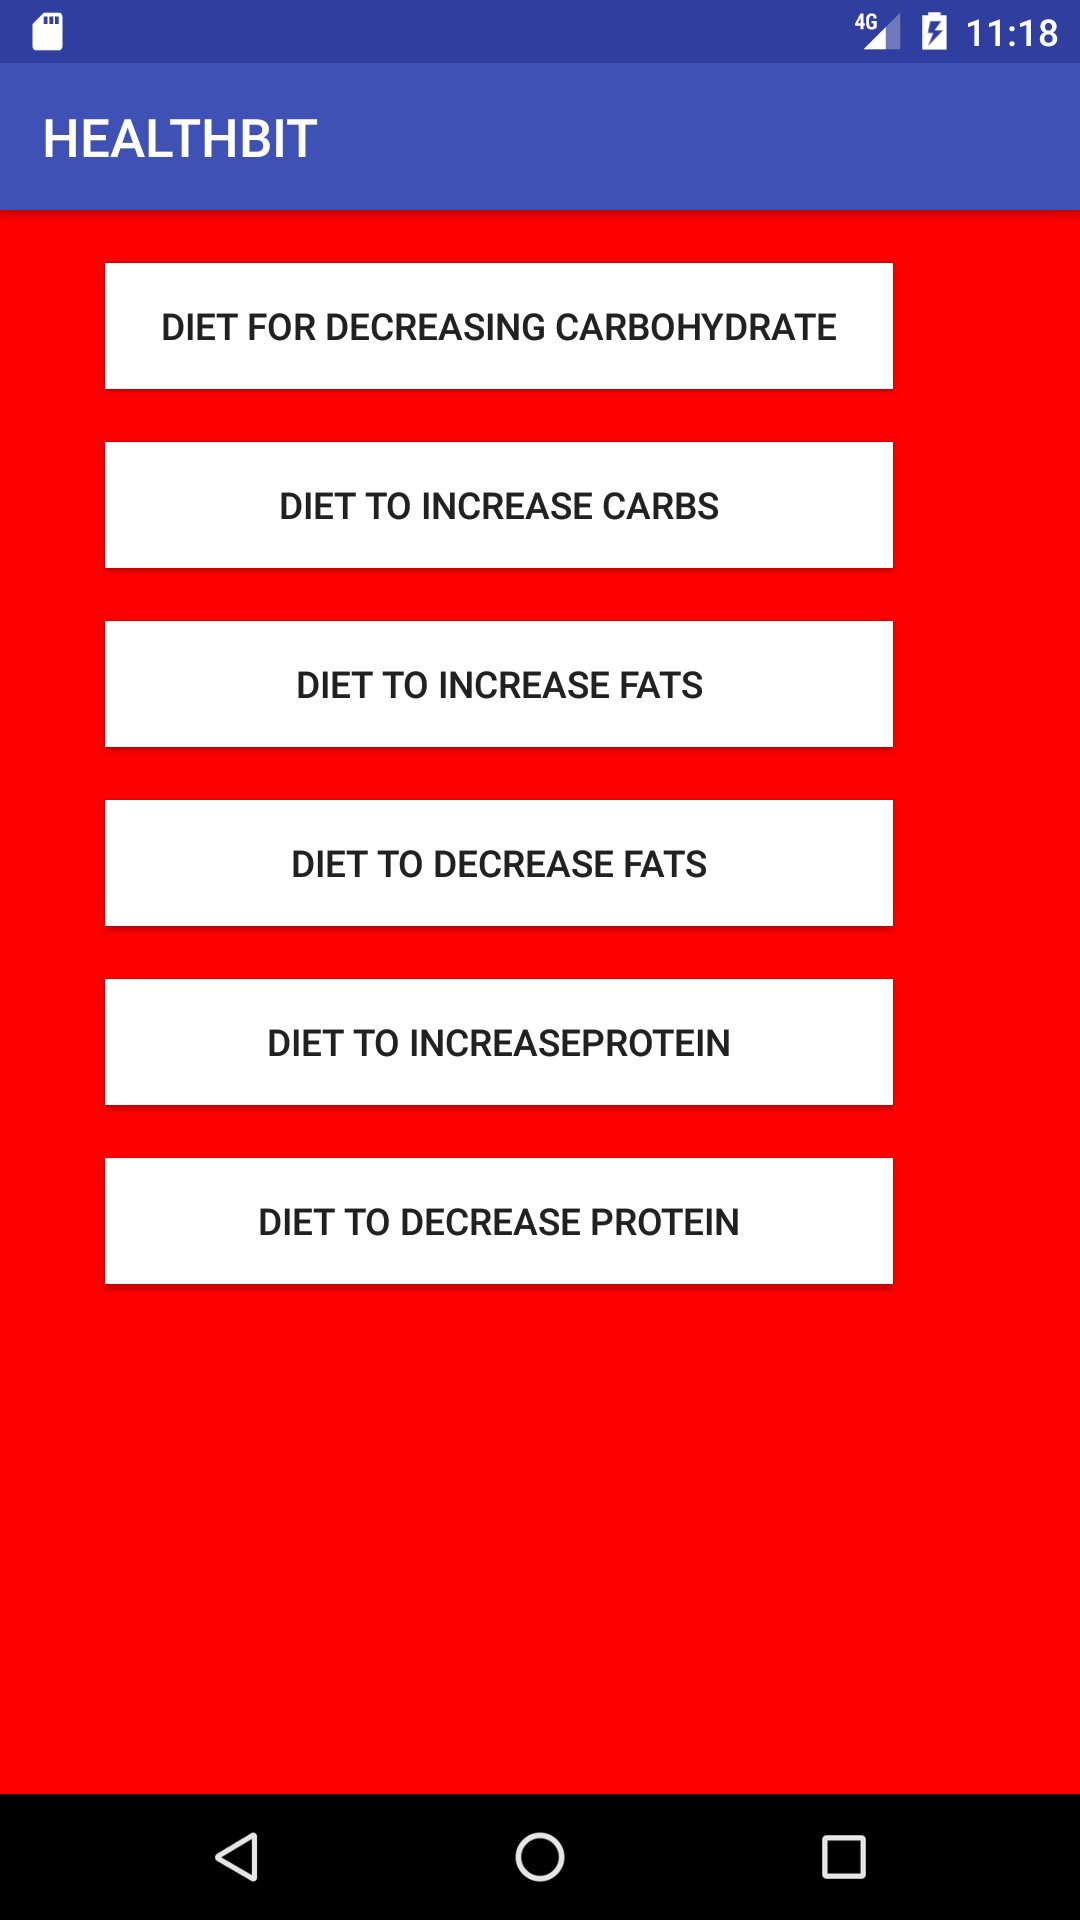 4G 11:18
HEALTHBIT
DIET FOR DECREASING CARBOHYDRATE
DIET TO INCREASE CARBS
DIET TO INCREASE FATS
DIET TO DECREASE FATS
DIET TO INCREASEPROTEIN
DIET TO DECREASE PROTEIN